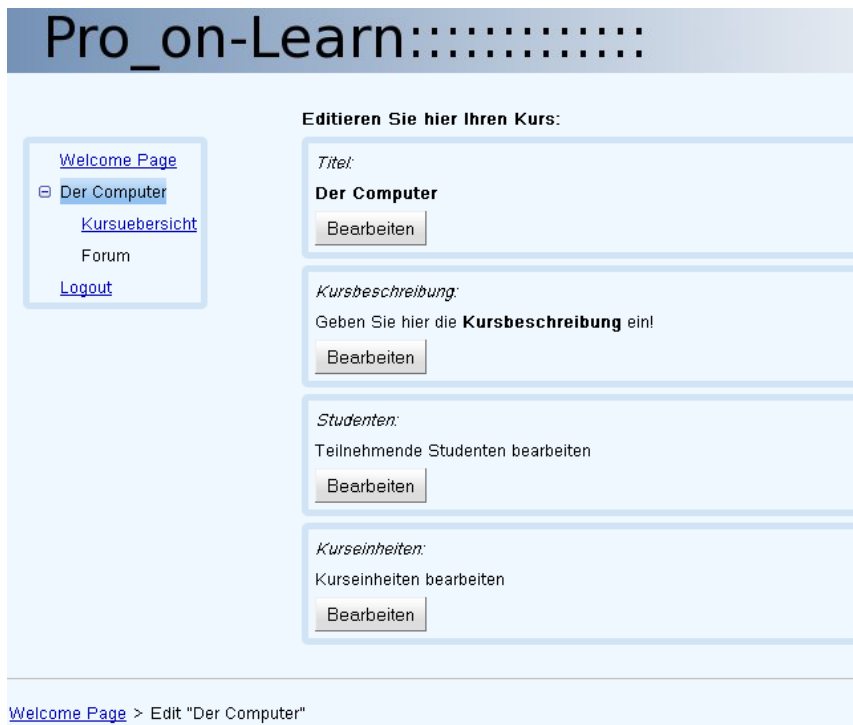 Pro_on-Learn:::::::::::::
Welcome Page
Der Computer
Kursuebersicht
Forum
Logout
Editieren Sie hier Ihren Kurs:
Titel:
Der Computer
Bearbeiten
Kursbeschreibung:
Geben Sie hier die Kursbeschreibung ein!
Bearbeiten
Studenten:
Teilnehmende Studenten bearbeiten
Bearbeiten
Kurseinheiten:
Kurseinheiten bearbeiten
Bearbeiten
Welcome Page > Edit "Der Computer"